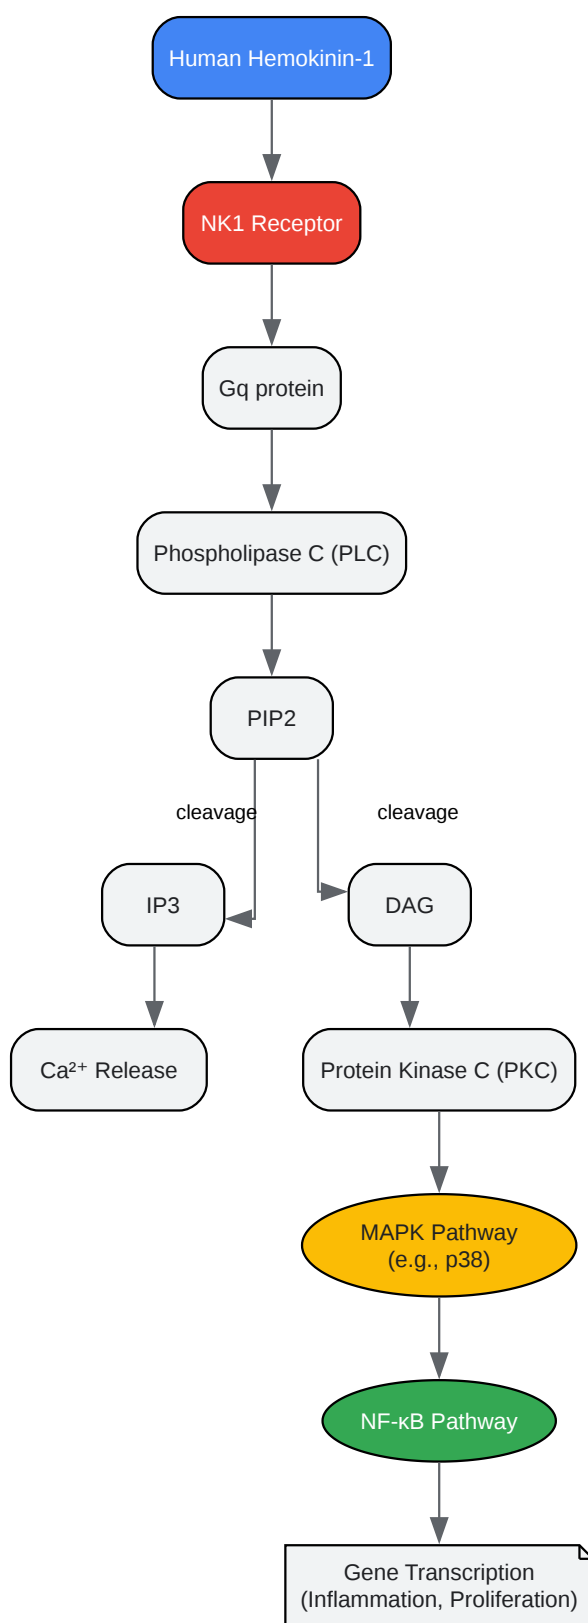 Human Hemokinin-1
NK1 Receptor
Gq protein
Phospholipase C (PLC)
PIP2
cleavage
cleavage
IP3
DAG
Ca²⁺ Release
Protein Kinase C (PKC)
MAPK Pathway
(e.g., p38)
NF-κB Pathway
Gene Transcription
(Inflammation, Proliferation)